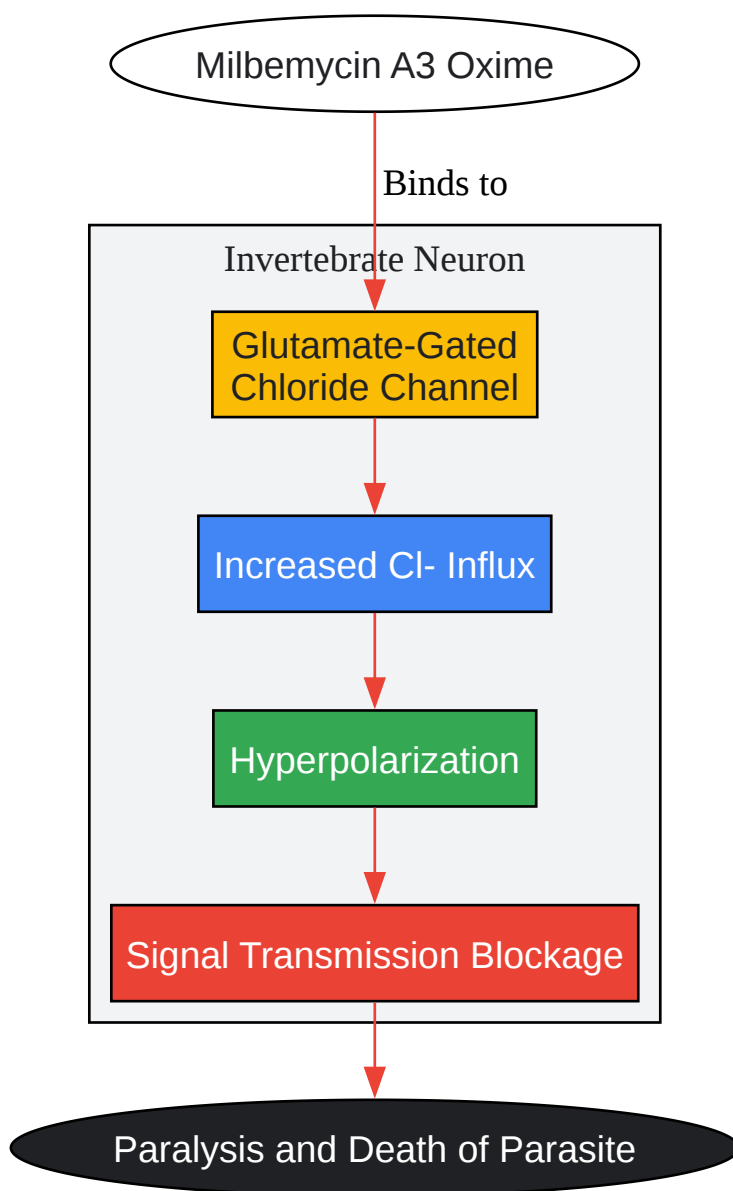 Milbemycin A3 Oxime
Binds to
Invertebrate Neuron
Glutamate-Gated
Chloride Channel
Increased Cl- Influx
Hyperpolarization
Signal Transmission Blockage
Paralysis and Death of Parasite